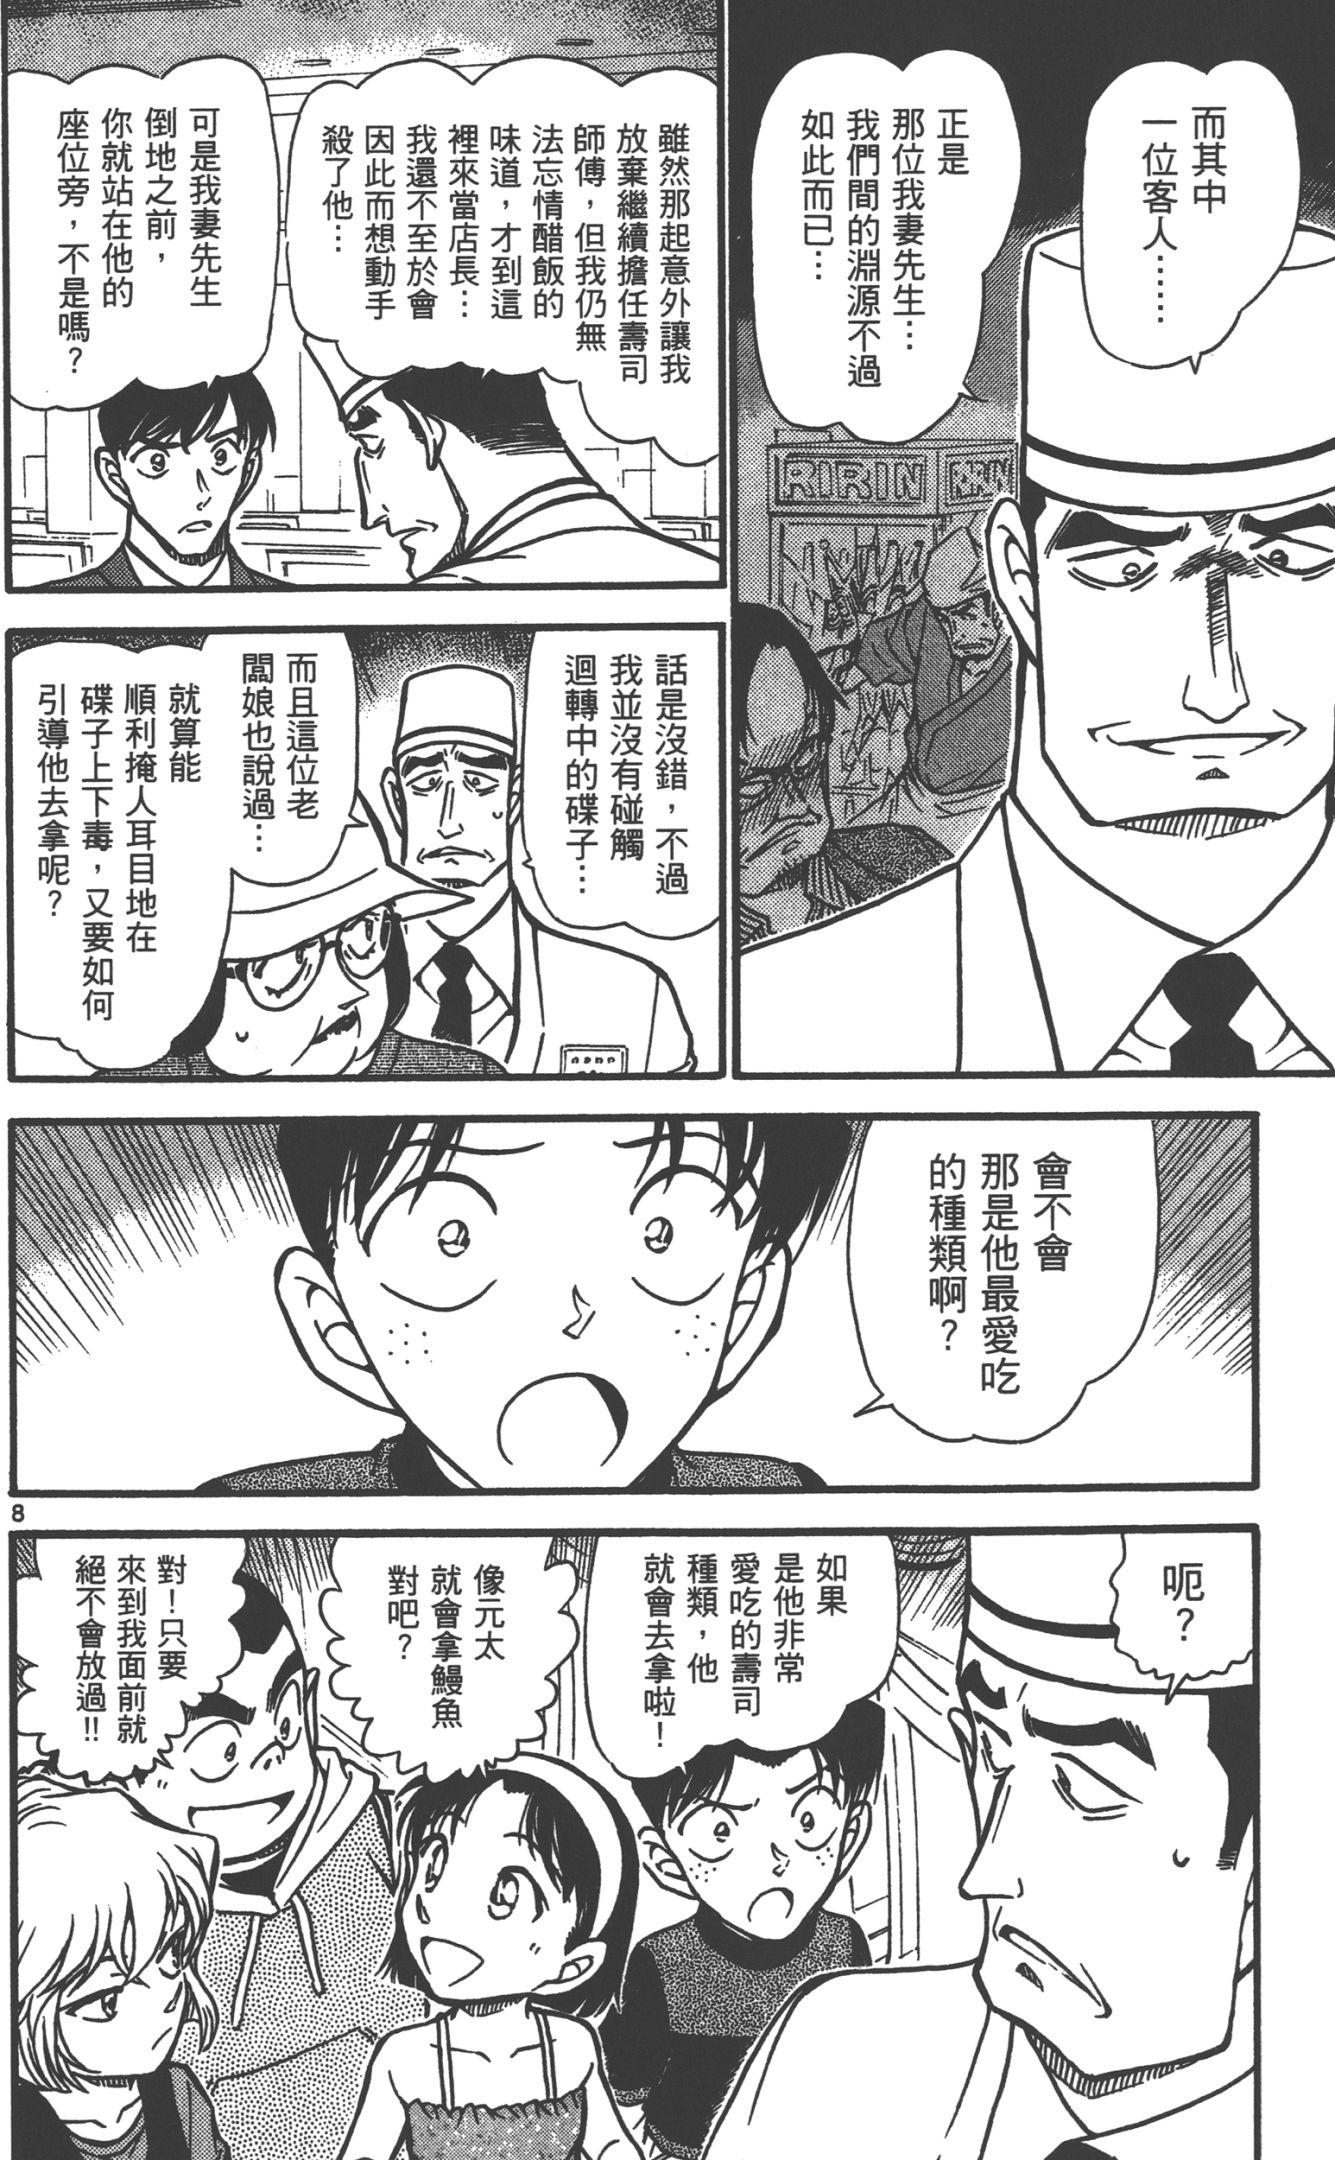 而其中
一位客人……
正是
那位我妻先生…
我們間的淵源不過
如此而已…
RIRIN
RIRIN
雖然那起意外讓我
放棄繼續擔任壽司
師傅，但我仍無
法忘情醋飯的
味道，才到這
裡來當店長…
我還不至於會
因此而想動手
殺了他…
可是我妻先生
倒地之前，
你就站在他的
座位旁，不是嗎？
話是沒錯，不過
我並沒有碰觸
迴轉中的碟子…
而且這位老
闆娘也說過…
就算能
順利掩人耳目地在
碟子上下毒，又要如何
引導他去拿呢？
會不會
那是他最愛吃
的種類啊？
8
呃？
如果
是他非常
愛吃的壽司
種類，他
就會去拿啦！
像元太
就會拿鰻魚
對吧？
對！只要
來到我面前就
絕不會放過!!